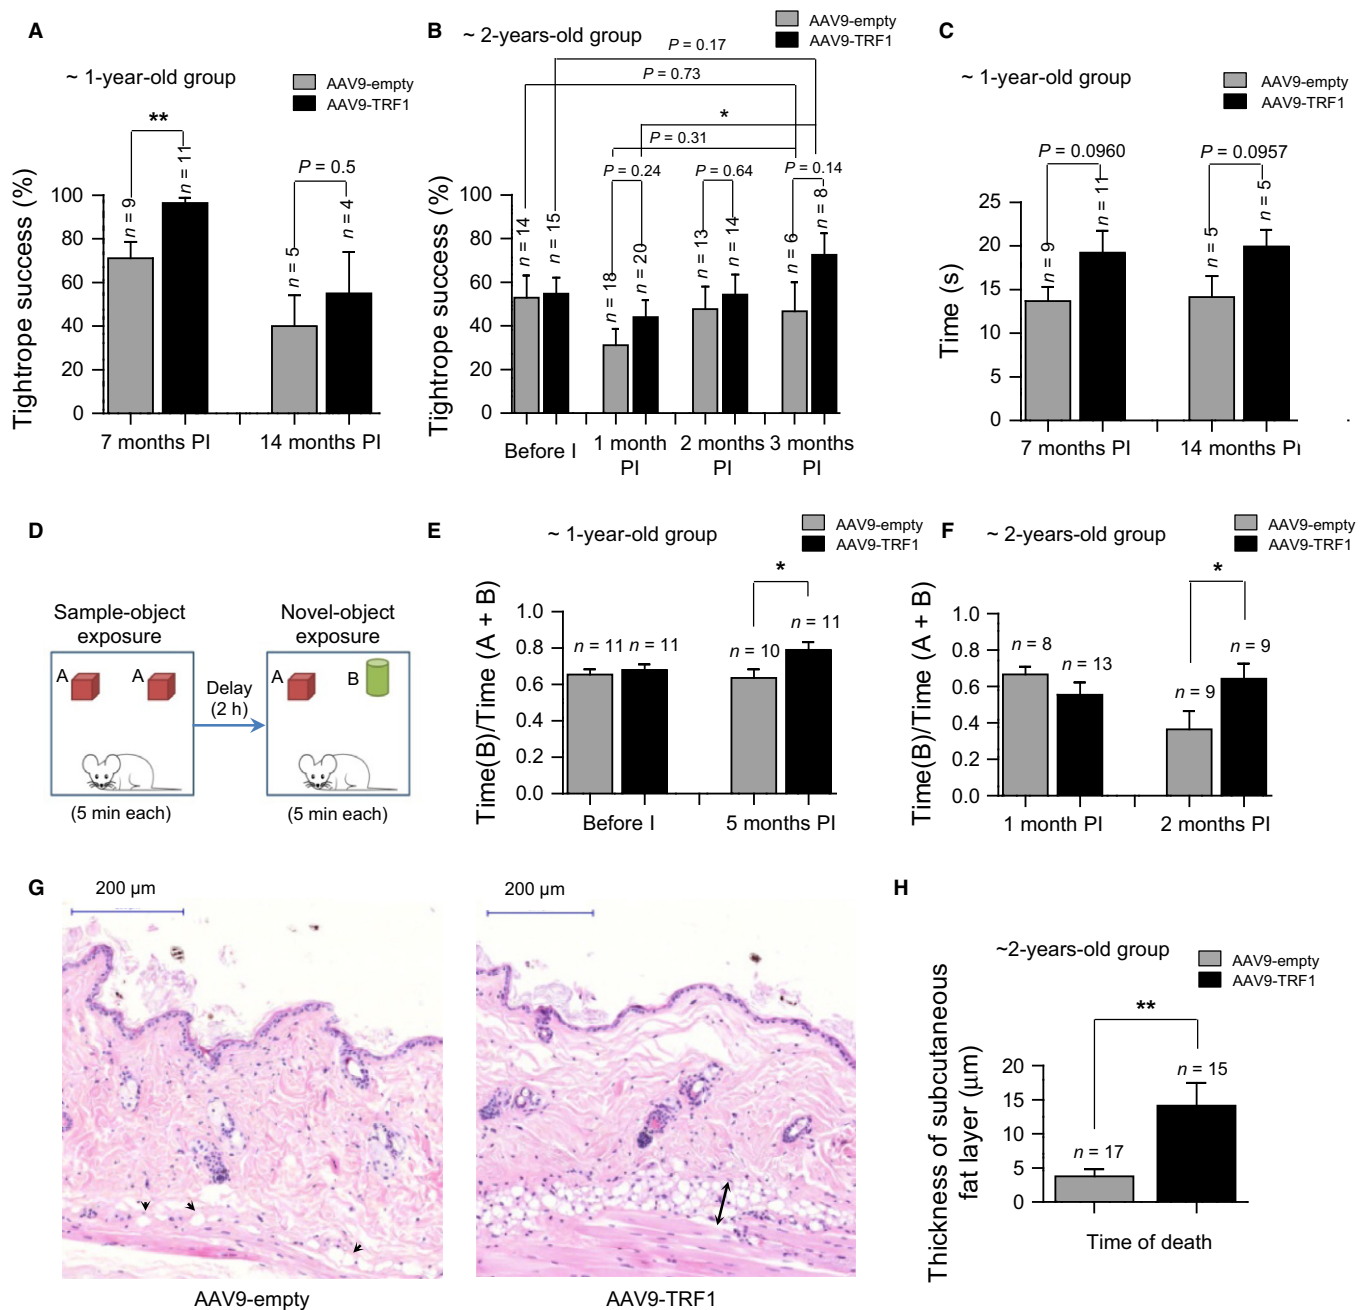 A
~ 1-year-old group
AAV9-empty
AAV9-TRF1
**
P = 0.5
n = 9
n = 11
n = 5
n = 4
Tightrope success (%)
100
80
60
40
20
0
7 months PI
14 months PI
B
~ 2-years-old group
AAV9-empty
AAV9-TRF1
P = 0.17
P = 0.73
*
P = 0.31
P = 0.24
P = 0.64
P = 0.14
n = 14
n = 15
n = 18
n = 20
n = 13
n = 14
n = 6
n = 8
Tightrope success (%)
100
80
60
40
20
0
Before I
1 month
PI
2 months
PI
3 months
PI
C
~ 1-year-old group
AAV9-empty
AAV9-TRF1
P = 0.0960
P = 0.0957
n = 9
n = 11
n = 5
n = 5
Time (s)
25
20
15
10
5
0
7 months PI
14 months PI
D
Sample-object
exposure
Novel-object
exposure
A
A
A
B
Delay
(2 h)
(5 min each)
(5 min each)
E
~ 1-year-old group
AAV9-empty
AAV9-TRF1
*
n = 11
n = 11
n = 10
n = 11
Time(B)/Time (A + B)
1.0
0.8
0.6
0.4
0.2
0.0
Before I
5 months PI
F
~ 2-years-old group
AAV9-empty
AAV9-TRF1
*
n = 8
n = 13
n = 9
n = 9
Time(B)/Time (A + B)
1.0
0.8
0.6
0.4
0.2
0.0
1 month PI
2 months PI
G
200 µm
200 µm
AAV9-empty
AAV9-TRF1
H
~2-years-old group
AAV9-empty
AAV9-TRF1
**
n = 17
n = 15
Thickness of subcutaneous
fat layer (µm)
20
15
10
5
0
Time of death